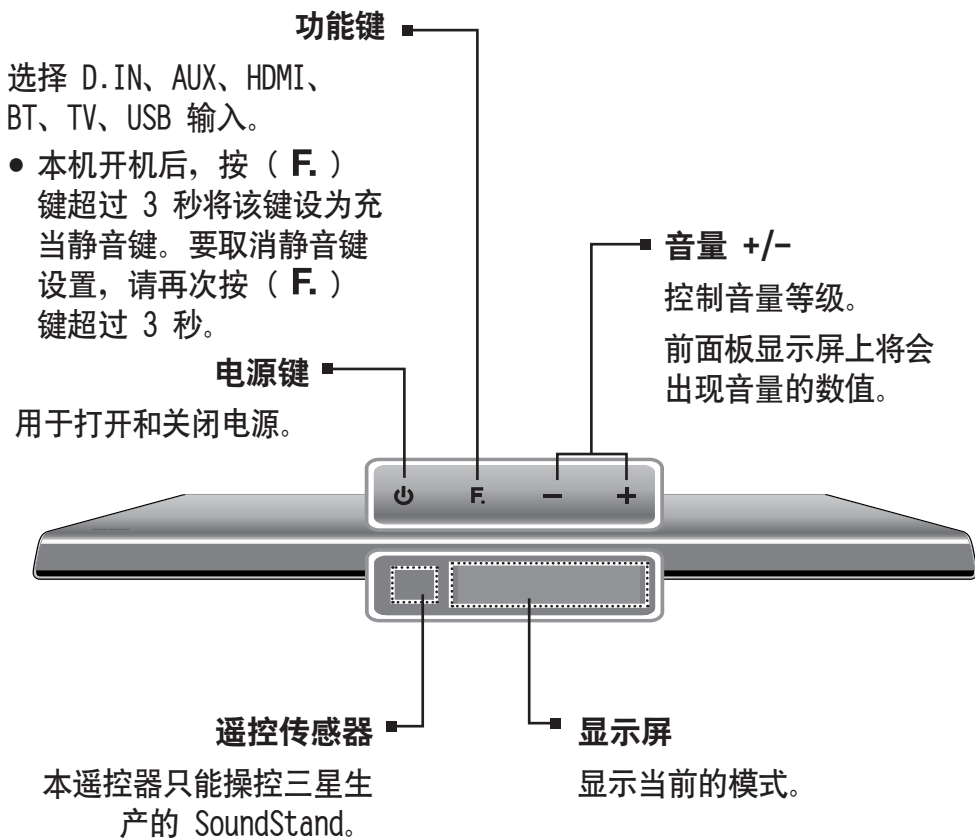 功能键
选择 D.IN、AUX、HDMI、
BT、TV、USB 输入。
● 本机开机后，按（ F. ）
键超过 3 秒将该键设为充
当静音键。要取消静音键
设置，请再次按（ F. ）
键超过 3 秒。
电源键
用于打开和关闭电源。
音量 +/-
控制音量等级。
前面板显示屏上将会
出现音量的数值。
F. − +
遥控传感器
本遥控器只能操控三星生
产的 SoundStand。
显示屏
显示当前的模式。